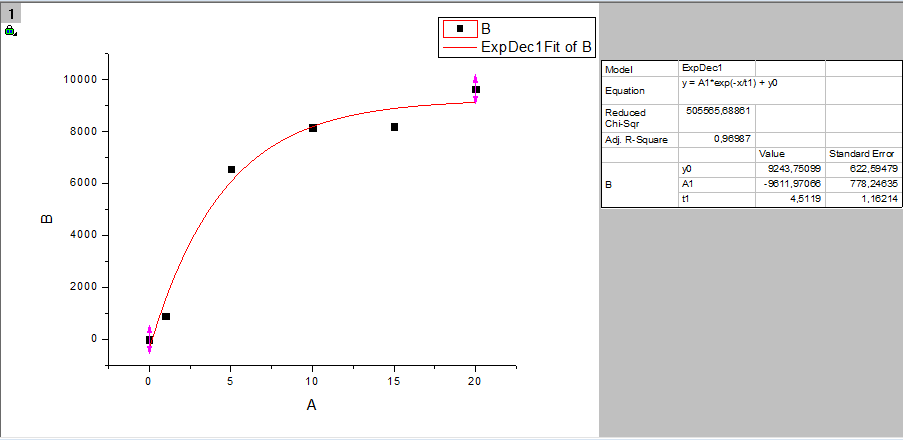 1
B
ExpDec1Fit of B
10000
8000
6000
4000
2000
0
B
0 5 10 15 20
A
Model ExpDec1
Equation y = A1*exp(-x/t1) + y0
Reduced Chi-Sqr 505565,68861
Adj. R-Square 0,96987
Value Standard Error
y0 9243,75099 622,59479
B A1 -9611,97066 778,24635
t1 4,5119 1,16214